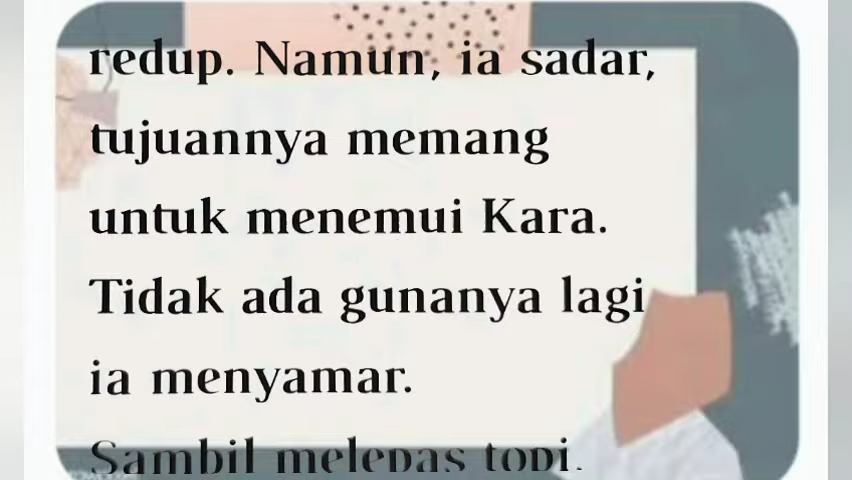 redup. Namun, ia sadar,
tujuannya memang
untuk menemui Kara.
Tidak ada gunanya lagi
ia menyamar.
Sambil melepas topi.